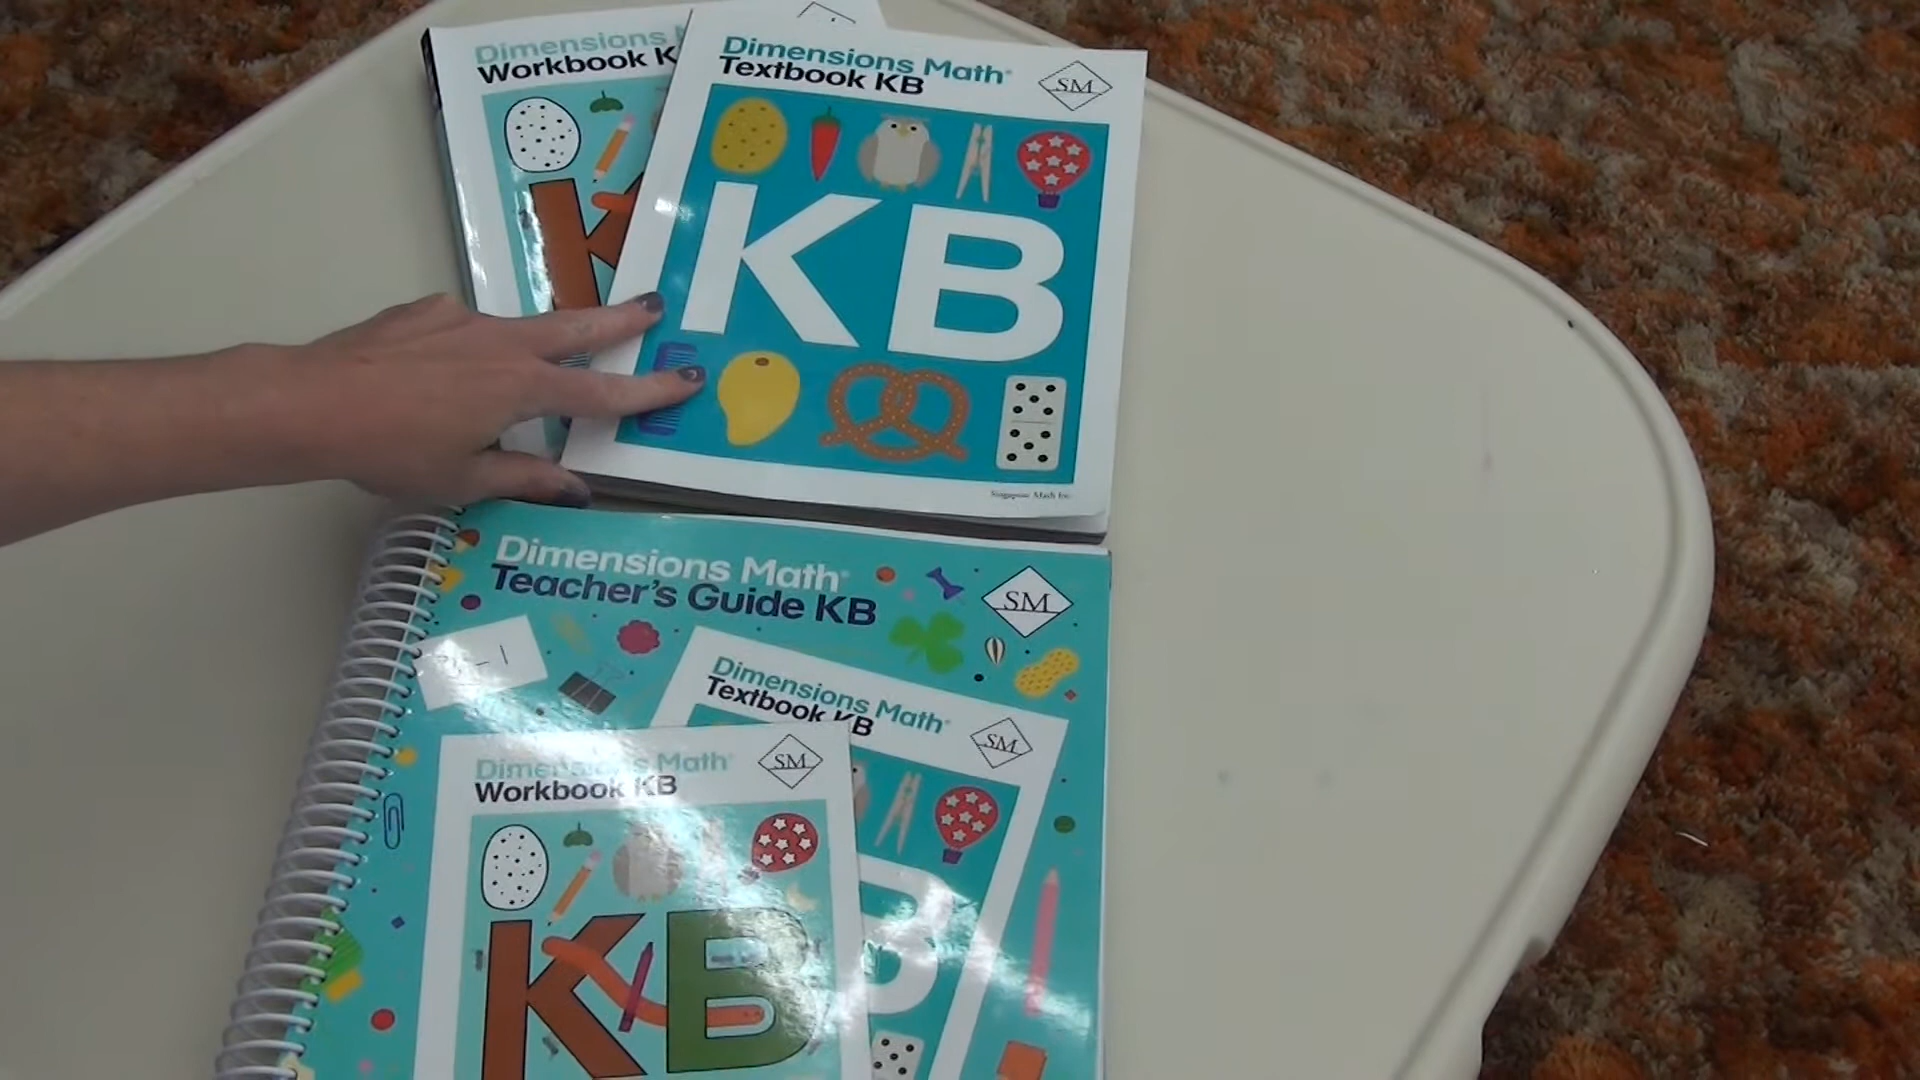 Dimensions
Workbook K
Dimensions Math®
Textbook KB
SM
K
KB
Singapore Math Inc.
Dimensions Math®
Teacher's Guide KB
SM
Dimensions Math®
Textbook KB
SM
Dimensions Math®
Workbook KB
SM
KB
B